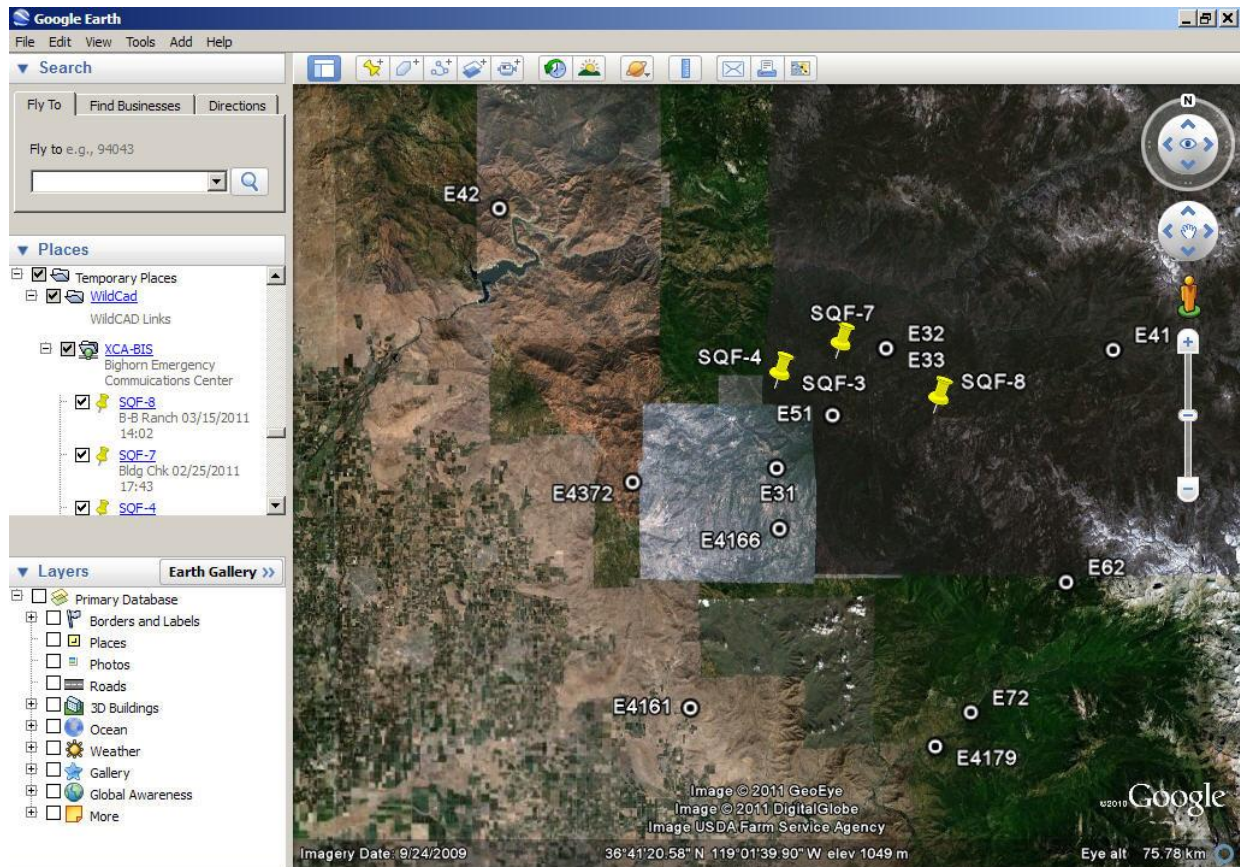 Google Earth
File Edit View Tools Add Help
Search
Fly To Find Businesses Directions
Fly to e.g., 94043
Places
Temporary Places
WildCad
WildCAD Links
XCA-BIS
Bighorn Emergency
Commuications Center
SQF-8
B-B Ranch 03/15/2011
14:02
SQF-7
Bldg Chk 02/25/2011
17:43
SQF-4
Layers
Earth Gallery >>
Primary Database
Borders and Labels
Places
Photos
Roads
3D Buildings
Ocean
Weather
Gallery
Global Awareness
More
N
E42
SQF-7
E32
E41
SQF-4
E33
SQF-3
SQF-8
E51
E4372
E31
E4166
E62
E4161
E72
E4179
Image © 2011 GeoEye
Image © 2011 DigitalGlobe
Image USDA Farm Service Agency
©2010 Google
Imagery Date: 9/24/2009
36°41'20.58" N 119°01'39.90" W elev 1049 m
Eye alt 75.78 km